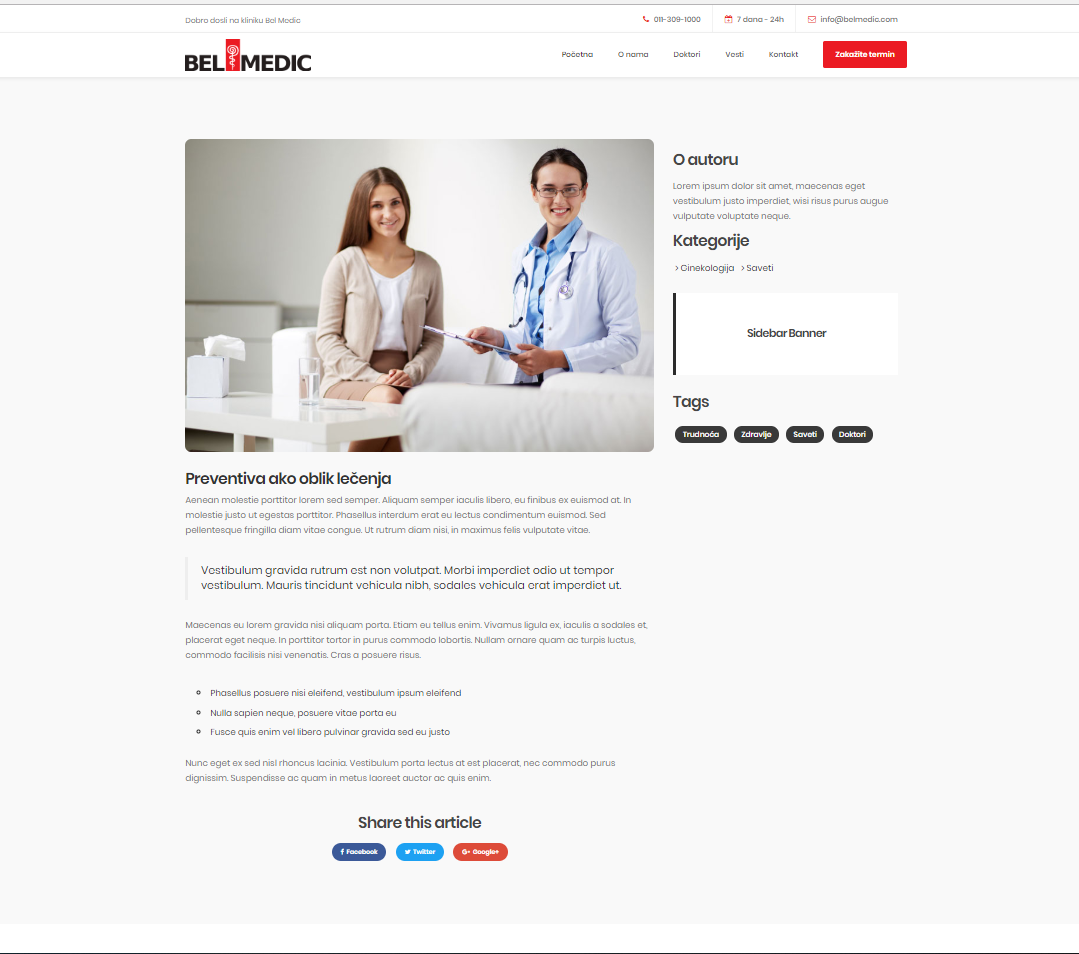 Dobro dosli na kliniku Bel Medic
011-309-1000
7 dana - 24h
info@belmedic.com
BEL MEDIC
Početna
O nama
Doktori
Vesti
Kontakt
Zakažite termin
O autoru
Lorem ipsum dolor sit amet, maecenas eget
vestibulum justo imperdiet, wisi risus purus augue
vulputate voluptate neque.
Kategorije
› Ginekologija › Saveti
Sidebar Banner
Tags
Trudnoća Zdravlje Saveti Doktori
Preventiva ako oblik lečenja
Aenean molestie porttitor lorem sed semper. Aliquam semper iaculis libero, eu finibus ex euismod at. In
molestie justo ut egestas porttitor. Phasellus interdum erat eu lectus condimentum euismod. Sed
pellentesque fringilla diam vitae congue. Ut rutrum diam nisi, in maximus felis vulputate vitae.
Vestibulum gravida rutrum est non volutpat. Morbi imperdiet odio ut tempor
vestibulum. Mauris tincidunt vehicula nibh, sodales vehicula erat imperdiet ut.
Maecenas eu lorem gravida nisi aliquam porta. Etiam eu tellus enim. Vivamus ligula ex, iaculis a sodales et,
placerat eget neque. In porttitor tortor in purus commodo lobortis. Nullam ornare quam ac turpis luctus,
commodo facilisis nisi venenatis. Cras a posuere risus.
Phasellus posuere nisi eleifend, vestibulum ipsum eleifend
Nulla sapien neque, posuere vitae porta eu
Fusce quis enim vel libero pulvinar gravida sed eu justo
Nunc eget ex sed nisl rhoncus lacinia. Vestibulum porta lectus at est placerat, nec commodo purus
dignissim. Suspendisse ac quam in metus laoreet auctor ac quis enim.
Share this article
Facebook Twitter Google+